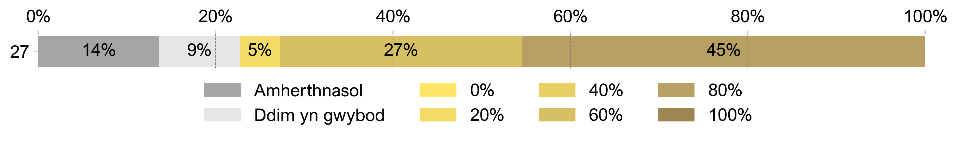 0% 20% 40% 60% 80% 100%
27 14% 9% 5% 27% 45%
Amherthnasol 0% 40% 80%
Ddim yn gwybod 20% 60% 100%